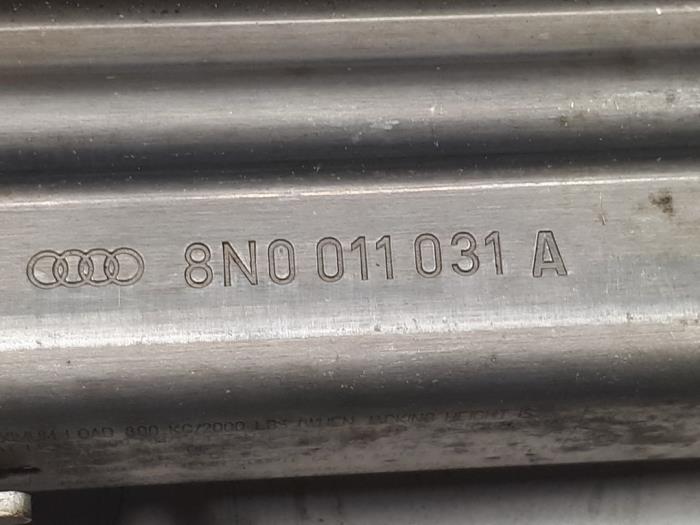 8N0 011 031 A
LOAD 890 KG/2000 LBS (WHEN JACKING HEIGHT IS